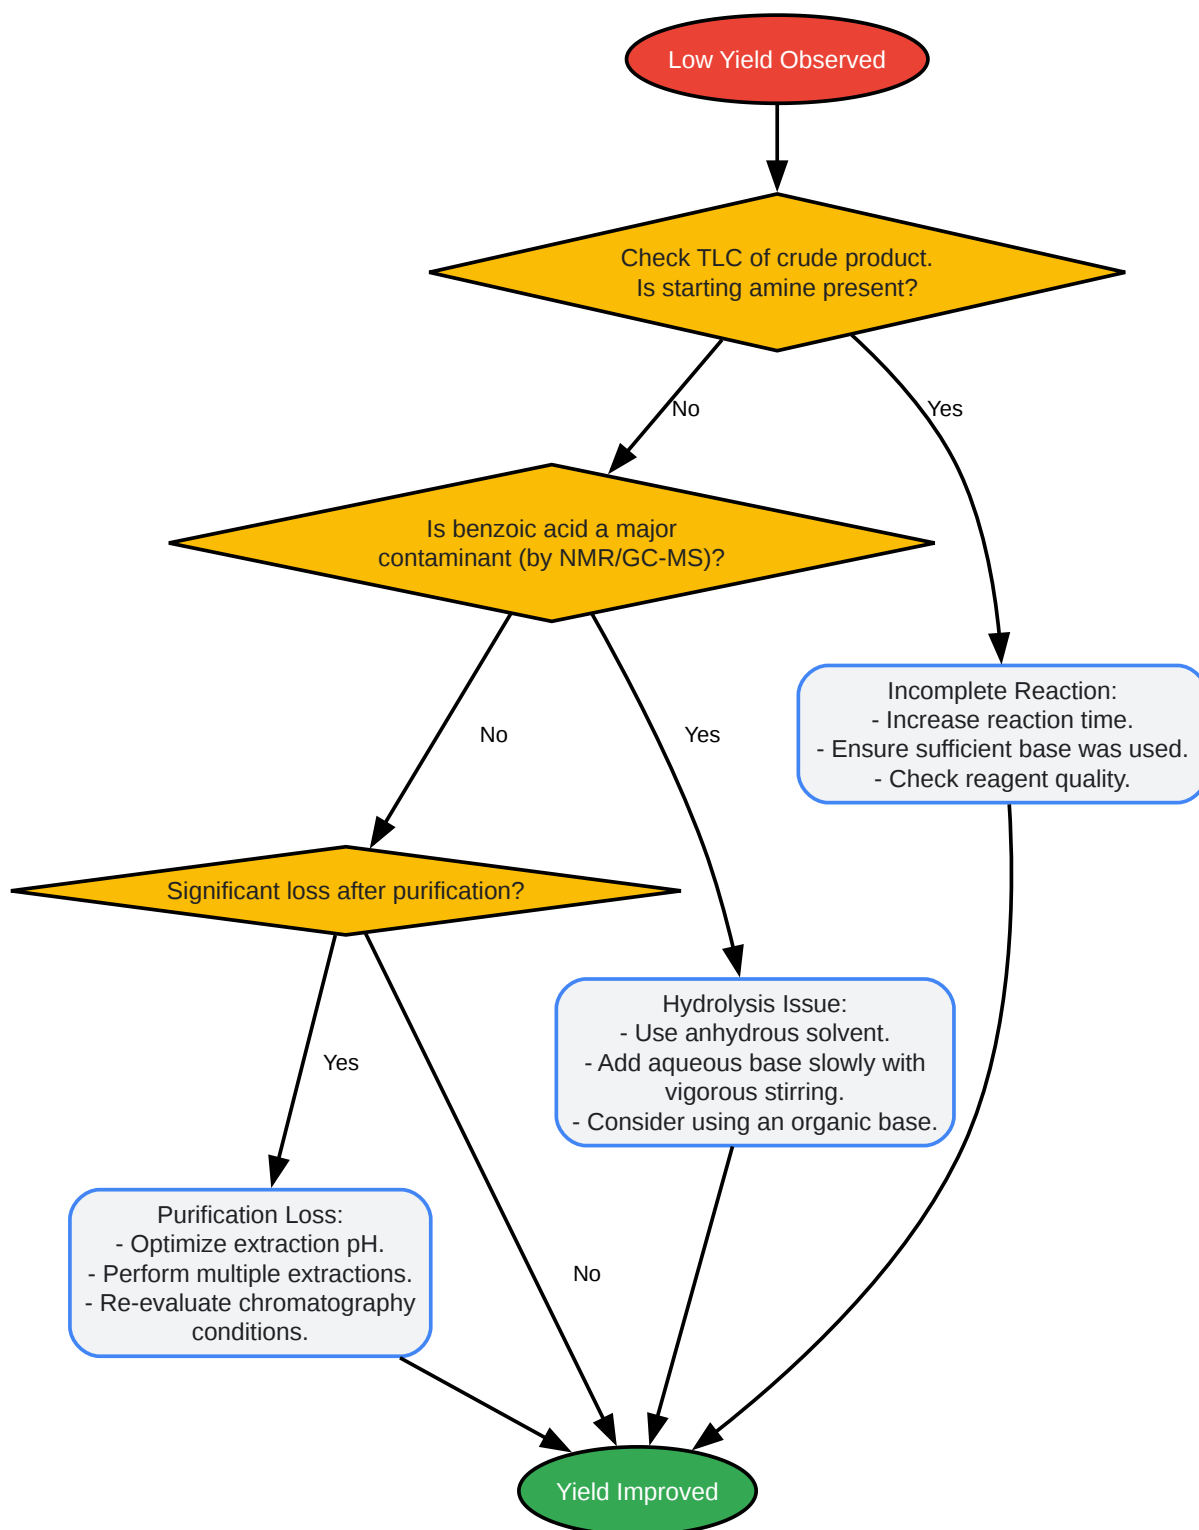 Low Yield Observed
Check TLC of crude product.
Is starting amine present?
No
Yes
Is benzoic acid a major
contaminant (by NMR/GC-MS)?
No
Yes
Incomplete Reaction:
- Increase reaction time.
- Ensure sufficient base was used.
- Check reagent quality.
Significant loss after purification?
Yes
No
Hydrolysis Issue:
- Use anhydrous solvent.
- Add aqueous base slowly with
vigorous stirring.
- Consider using an organic base.
Purification Loss:
- Optimize extraction pH.
- Perform multiple extractions.
- Re-evaluate chromatography
conditions.
Yield Improved